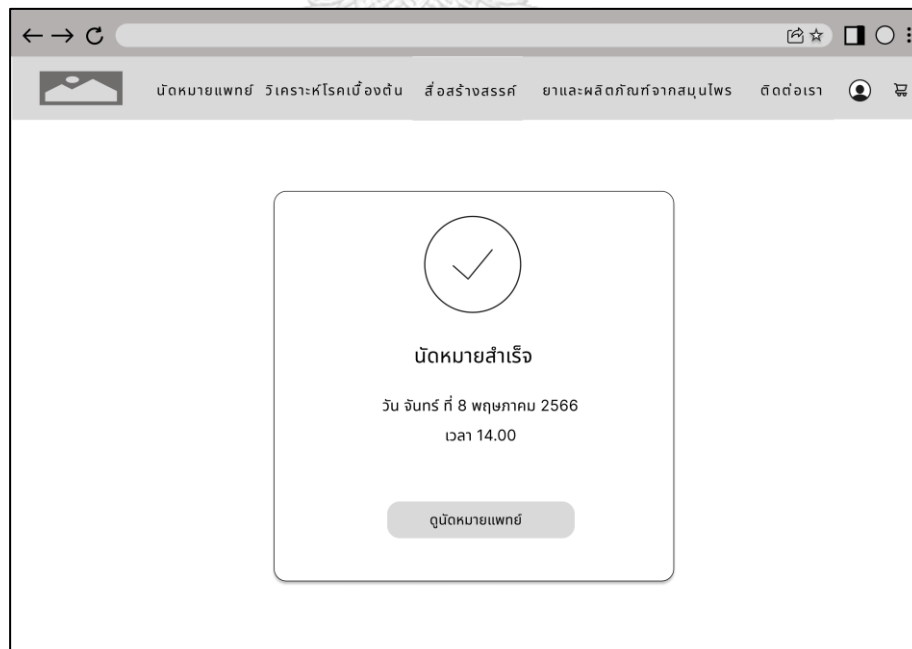 นัดหมายแพทย์ วิเคราะห์โรคเบื้องต้น สื่อสร้างสรรค์ ยาและผลิตภัณฑ์จากสมุนไพร ติดต่อเรา
นัดหมายสำเร็จ
วัน จันทร์ ที่ 8 พฤษภาคม 2566
เวลา 14.00
ดูนัดหมายแพทย์